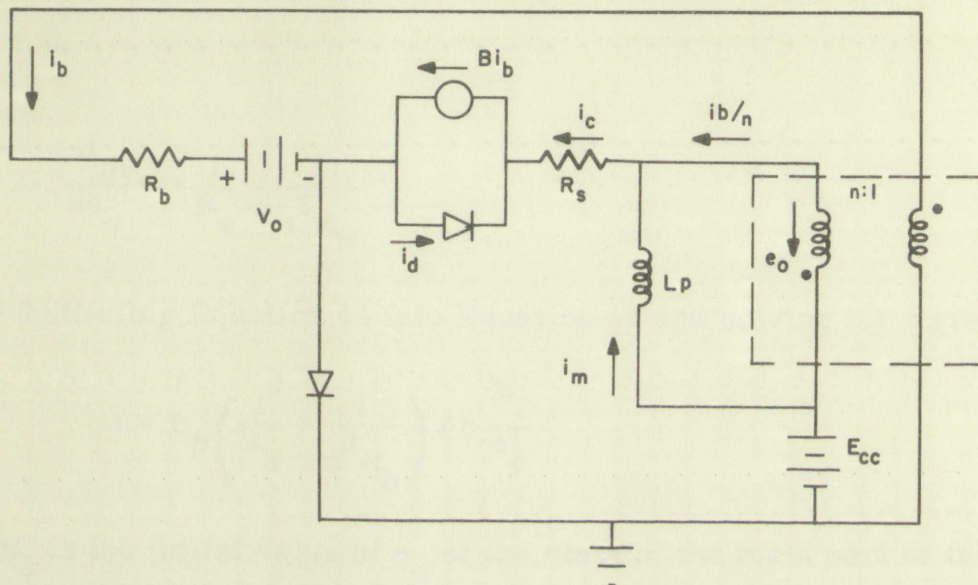 i_b
Bi_b
i_c
ib/n
R_b
+
-
V_o
R_s
n:1
i_d
Lp
e_o
i_m
E_cc